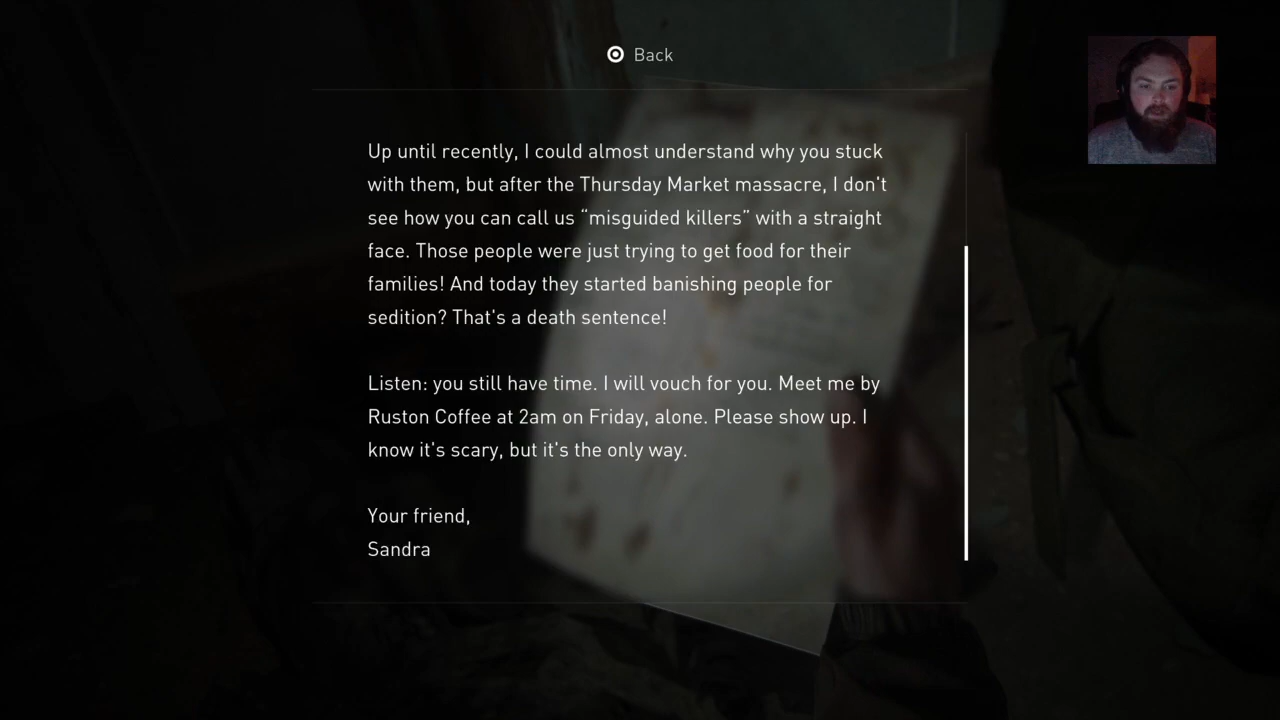 Back
Up until recently, I could almost understand why you stuck
with them, but after the Thursday Market massacre, I don't
see how you can call us “misguided killers” with a straight
face. Those people were just trying to get food for their
families! And today they started banishing people for
sedition? That's a death sentence!
Listen: you still have time. I will vouch for you. Meet me by
Ruston Coffee at 2am on Friday, alone. Please show up. I
know it's scary, but it's the only way.
Your friend,
Sandra